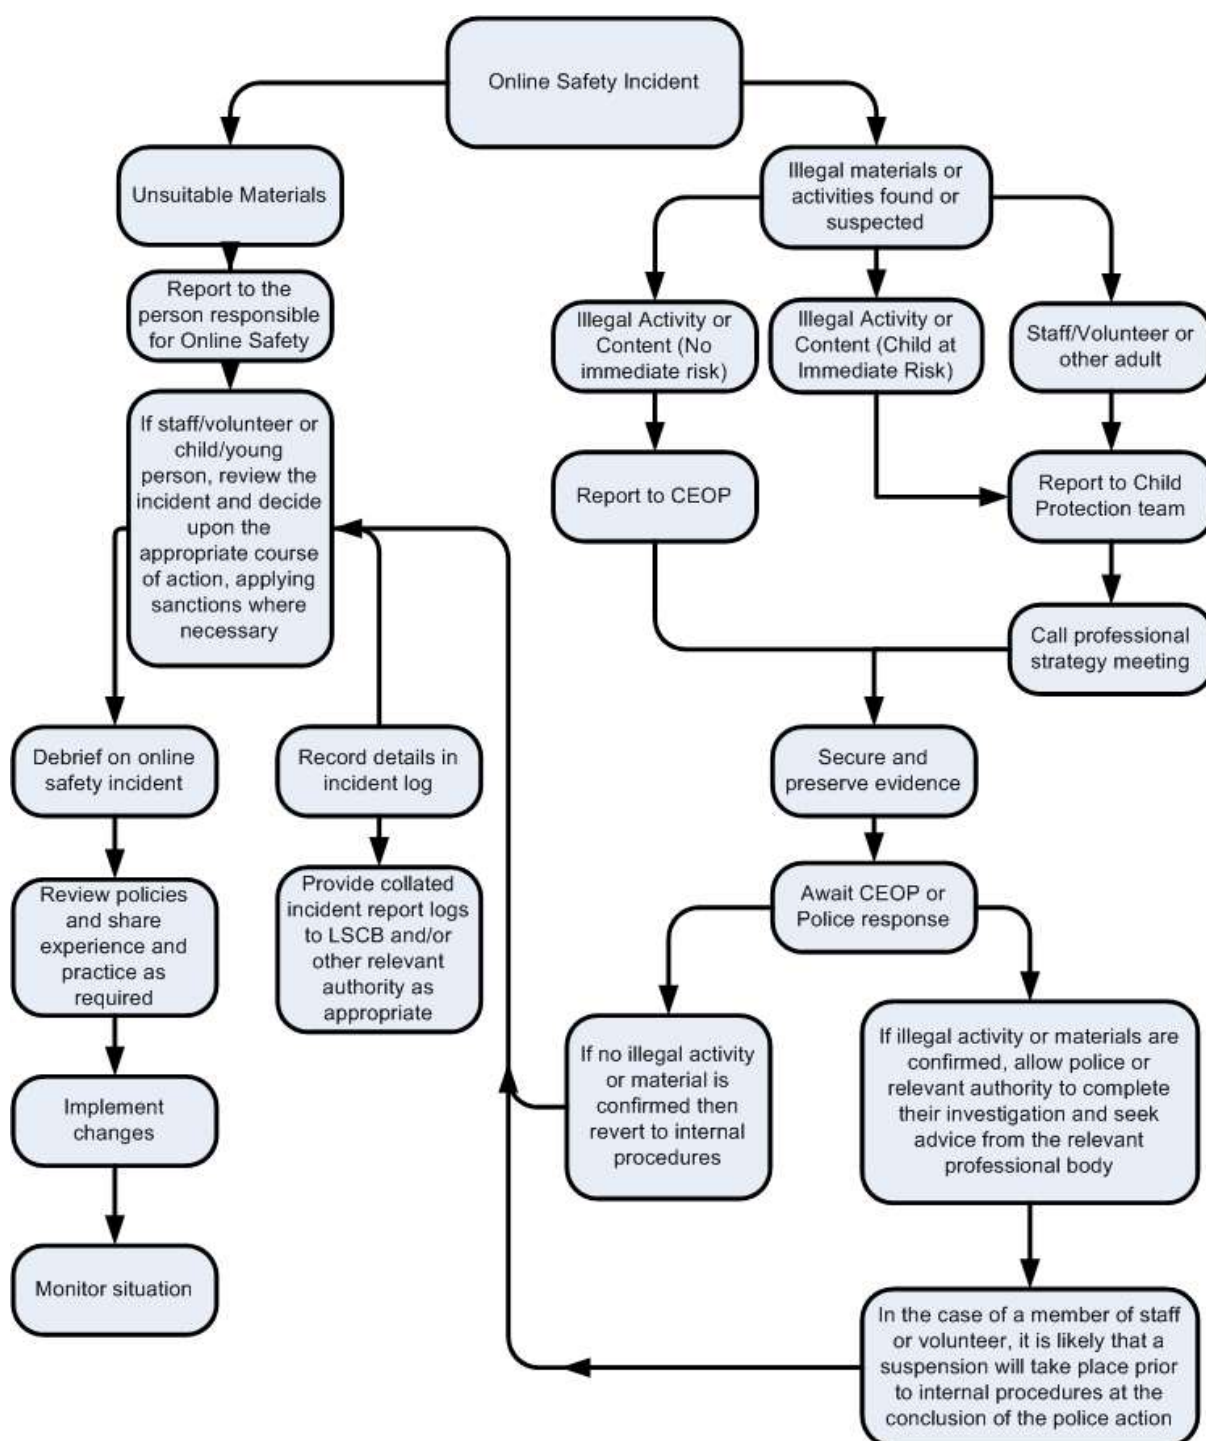 Online Safety Incident
Unsuitable Materials
Report to the
person responsible
for Online Safety
If staff/volunteer or
child/young
person, review the
incident and decide
upon the
appropriate course
of action, applying
sanctions where
necessary
Debrief on online
safety incident
Review policies
and share
experience and
practice as
required
Implement
changes
Monitor situation
Record details in
incident log
Provide collated
incident report logs
to LSCB and/or
other relevant
authority as
appropriate
Illegal materials or
activities found or
suspected
Illegal Activity or
Content (No
immediate risk)
Illegal Activity or
Content (Child at
Immediate Risk)
Staff/Volunteer or
other adult
Report to CEOP
Report to Child
Protection team
Call professional
strategy meeting
Secure and
preserve evidence
Await CEOP or
Police response
If no illegal activity
or material is
confirmed then
revert to internal
procedures
If illegal activity or materials are
confirmed, allow police or
relevant authority to complete
their investigation and seek
advice from the relevant
professional body
In the case of a member of staff
or volunteer, it is likely that a
suspension will take place prior
to internal procedures at the
conclusion of the police action